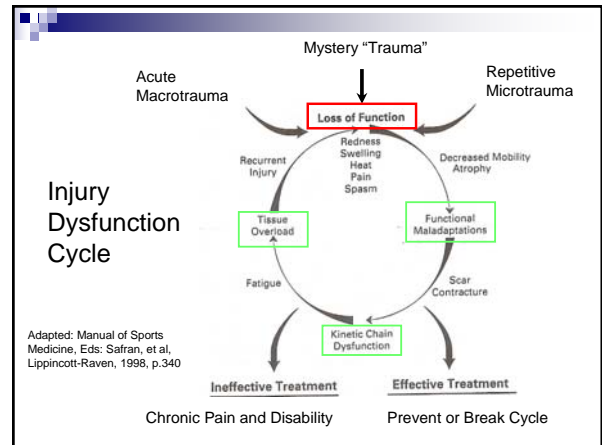 Mystery “Trauma”
Acute
Macrotrauma
Repetitive
Microtrauma
Loss of Function
Redness
Swelling
Heat
Pain
Spasm
Recurrent
Injury
Decreased Mobility
Atrophy
Injury
Dysfunction
Cycle
Tissue
Overload
Functional
Maladaptations
Fatigue
Scar
Contracture
Kinetic Chain
Dysfunction
Adapted: Manual of Sports
Medicine, Eds: Safran, et al,
Lippincott-Raven, 1998, p.340
Ineffective Treatment
Effective Treatment
Chronic Pain and Disability
Prevent or Break Cycle